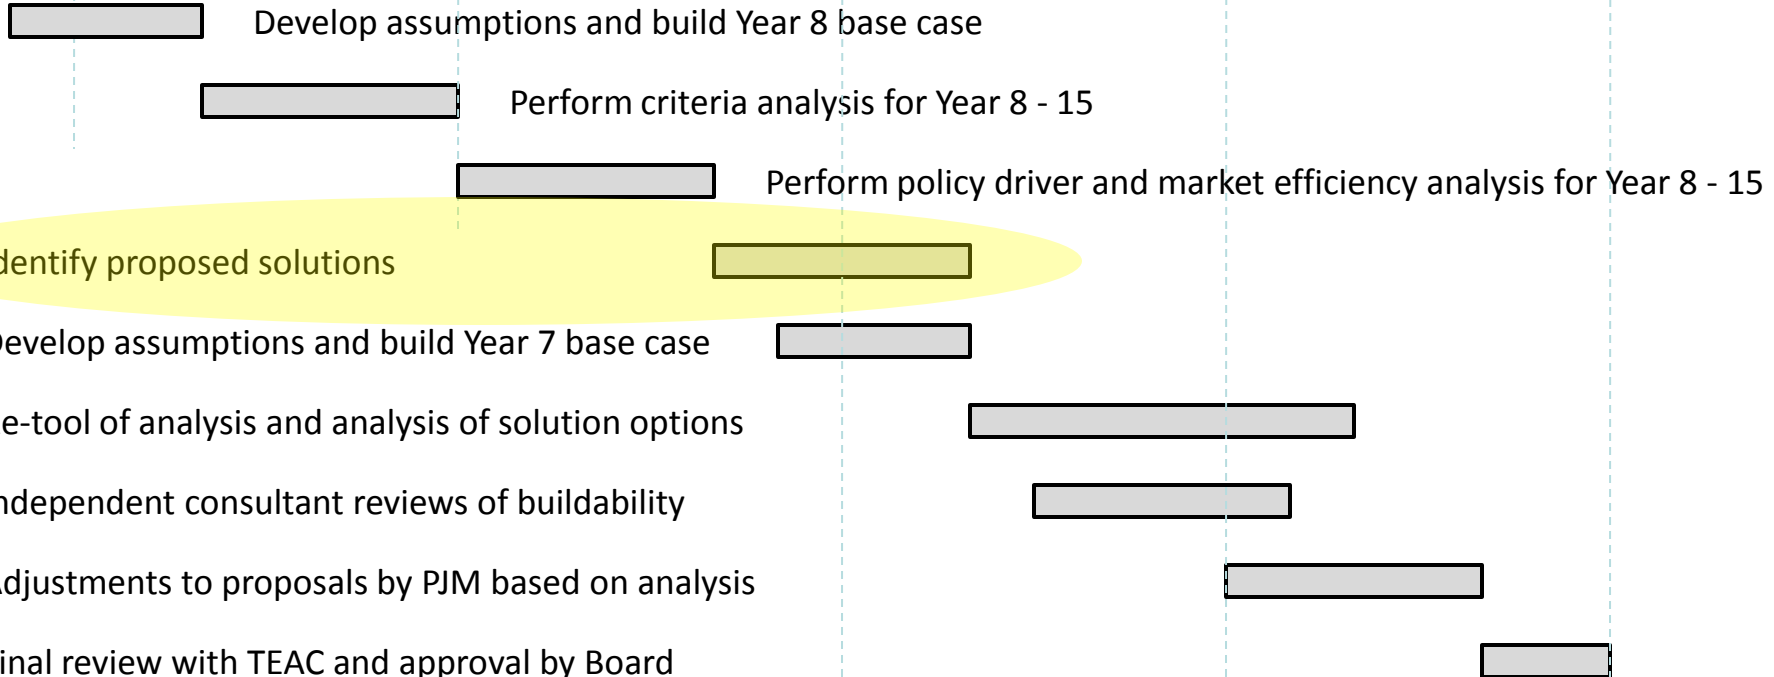 Develop assumptions and build Year 8 base case
Perform criteria analysis for Year 8 - 15
Perform policy driver and market efficiency analysis for Year 8 - 15
dentify proposed solutions
Develop assumptions and build Year 7 base case
e-tool of analysis and analysis of solution options
ndependent consultant reviews of buildability
Adjustments to proposals by PJM based on analysis
inal review with TEAC and approval by Board